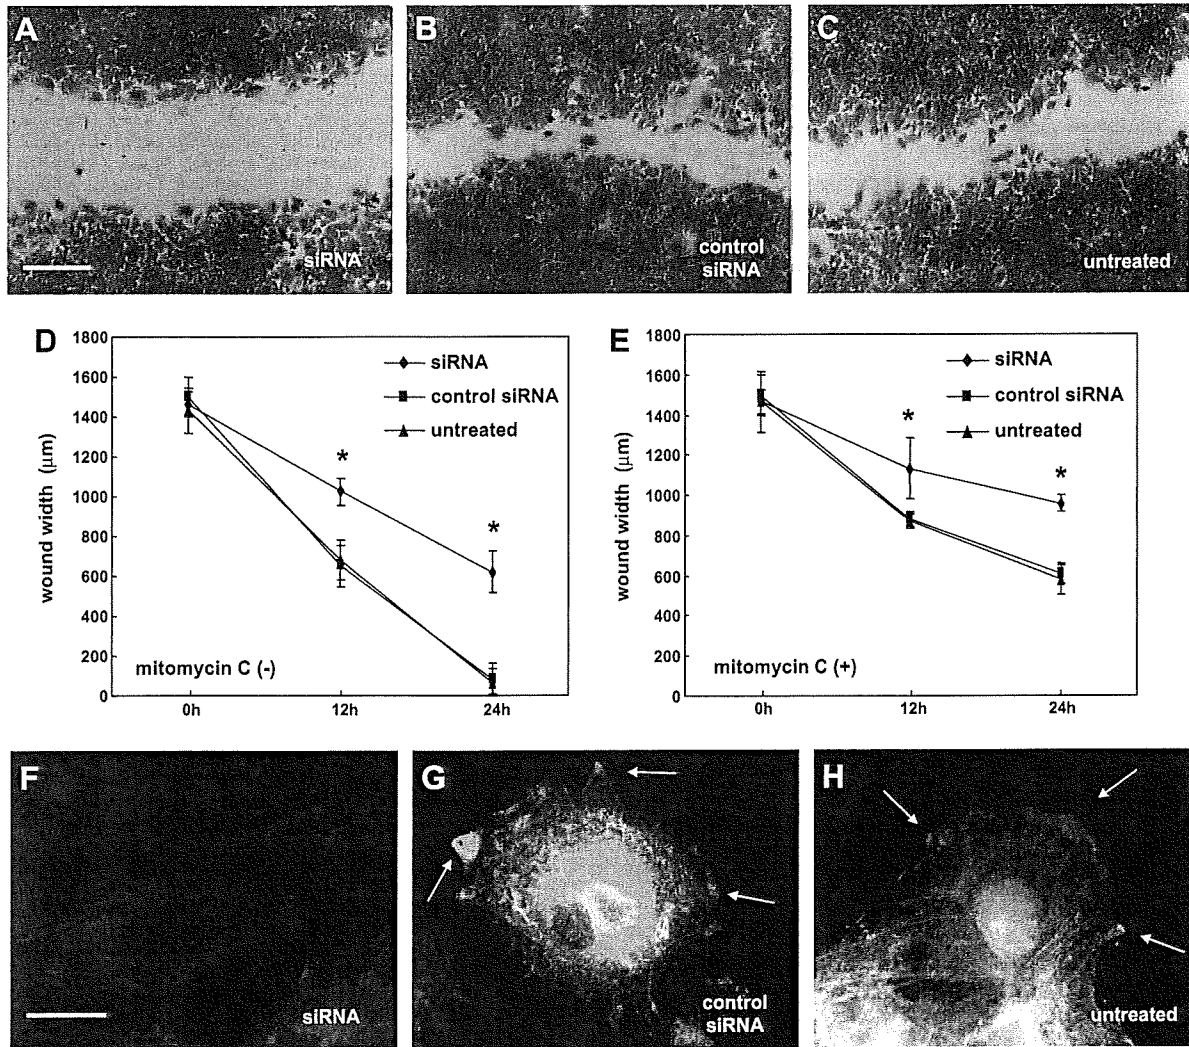 A
siRNA
B
control
siRNA
C
untreated
D
wound width (μm)
1800
1600
1400
1200
1000
800
600
400
200
0
siRNA
control siRNA
untreated
*
*
mitomycin C (-)
0h
12h
24h
E
wound width (μm)
1800
1600
1400
1200
1000
800
600
400
200
0
siRNA
control siRNA
untreated
*
*
mitomycin C (+)
0h
12h
24h
F
siRNA
G
control
siRNA
H
untreated